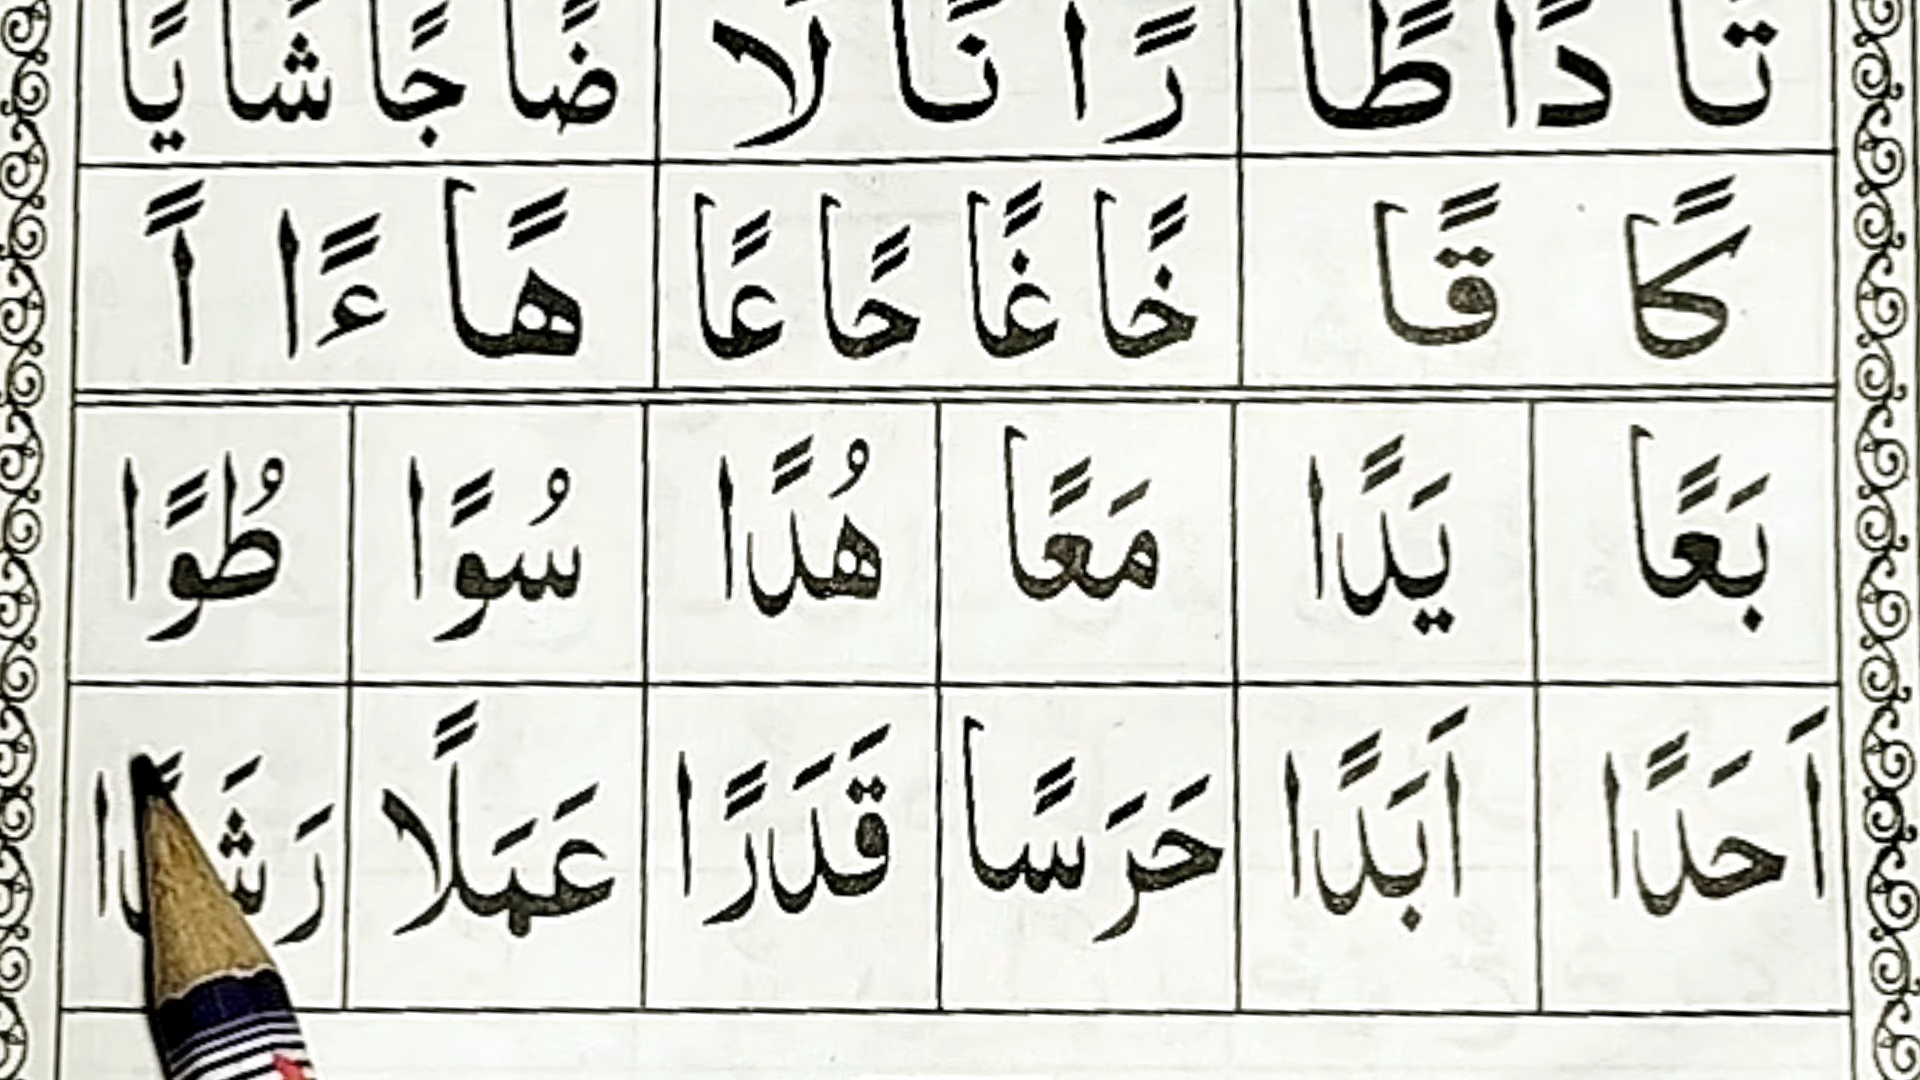 تًا دًا طًا رًا نًا لًا ضًا جًا شًا يًا
كًا قًا خًا غًا حًا عًا هًا ءًا اً
بَعًا يَدًا مَعًا هُدًا سُوًا طُوًا
اَحَدًا اَبَدًا حَرَسًا قَدَرًا عَمَلًا